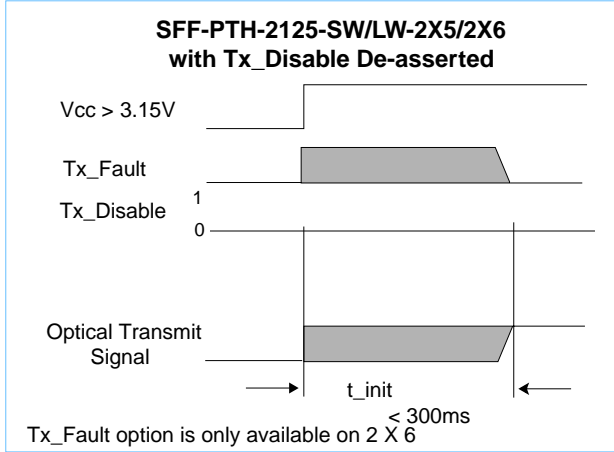 SFF-PTH-2125-SW/LW-2X5/2X6
with Tx_Disable De-asserted
Vcc > 3.15V
Tx_Fault
1
Tx_Disable
0
Optical Transmit
Signal
t_init
< 300ms
Tx_Fault option is only available on 2 X 6